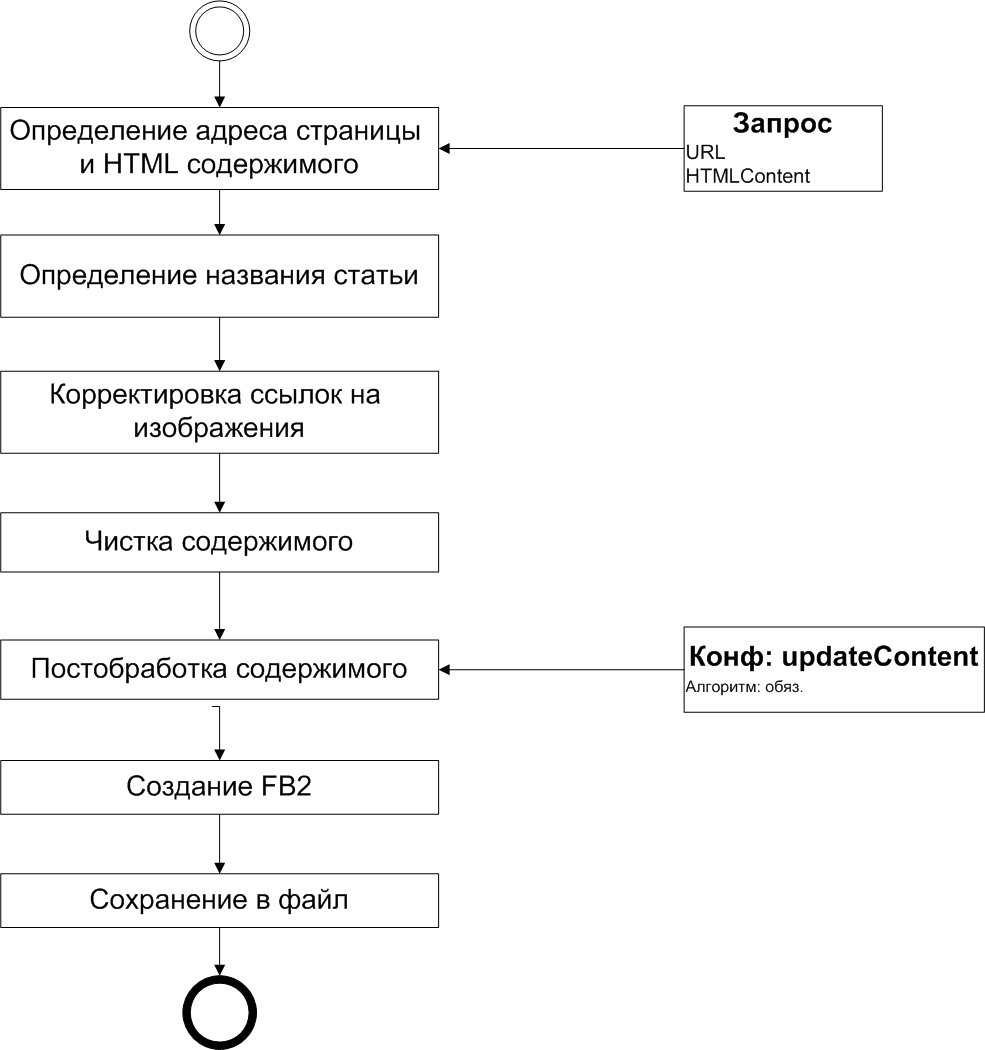 Определение адреса страницы
и HTML содержимого
Запрос
URL
HTMLContent
Определение названия статьи
Корректировка ссылок на
изображения
Чистка содержимого
Постобработка содержимого
Конф: updateContent
Алгоритм: обяз.
Создание FB2
Сохранение в файл